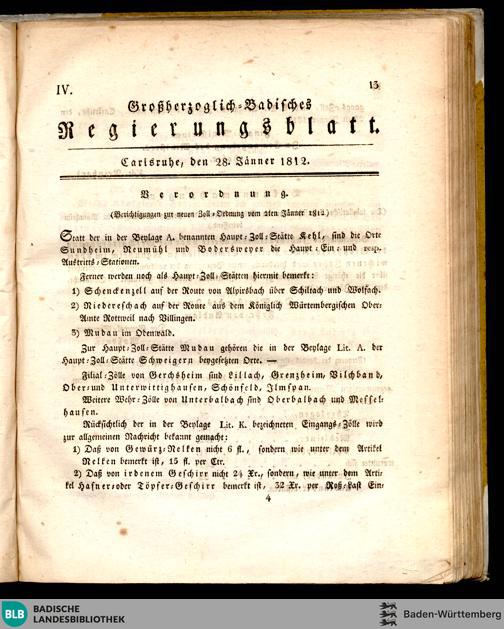 IV.
13
Großherzoglich-Badisches
Regierungsblatt.
Carlsruhe, den 28. Jänner 1812.
Verordnung.
(Berichtigungen zur neuen Zoll-Ordnung vom 2ten Jänner 1812)
Statt der in der Beylage A. benannten Haupt-Zoll-Stätte Kehl, sind die Orte
Sundheim, Neumühl und Bodersweyer die Haupt-Ein- und resp.
Austritts-Stationen.
Ferner werden noch als Haupt-Zoll-Stätten hiermit bemerkt:
1) Schenckenzell auf der Route von Alpirsbach über Schiltach und Wolfach.
2) Niedereschach auf der Route aus dem Königlich Würtembergischen Ober-
Amte Rottweil nach Villingen.
3) Mudau im Odenwald.
Zur Haupt-Zoll-Stätte Mudau gehören die in der Beylage Lit. A. der
Haupt-Zoll-Stätte Schweigern beygesetzten Orte. —
Filial-Zölle von Gerchsheim sind Lillach, Grenzheim, Vilchband,
Ober- und Unterwittighausen, Schönfeld, Ilmspan.
Weitere Wehr-Zölle von Unterbalbach sind Oberbalbach und Messel-
hausen.
Rücksichtlich der in der Beylage Lit. K. bezeichneten Eingangs-Zölle wird
zur allgemeinen Nachricht bekannt gemacht:
1) Daß von Gewürz-Nelken nicht 6 fl., sondern wie unter dem Artikel
Nelken bemerkt ist, 15 fl. per Ctr.
2) Daß von irdenem Geschirr nicht 2½ Xr., sondern, wie unter dem Arti-
kel Hafner- oder Töpfer-Geschirr bemerkt ist, 32 Xr. per Roß-Last Ein-
4
BLB
BADISCHE
LANDESBIBLIOTHEK
Baden-Württemberg